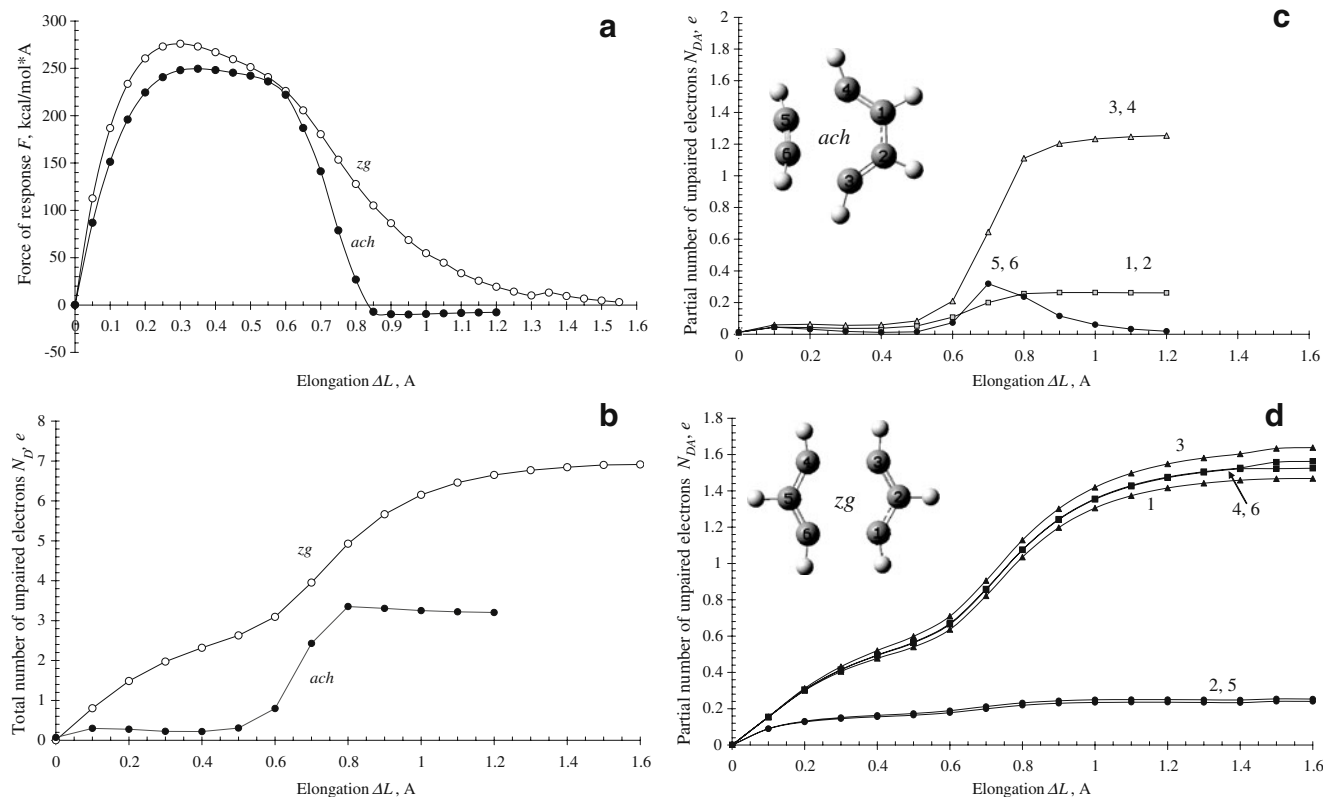 a
Force of response F, kcal/mol*A
300
250
200
150
100
50
0
-50
0 0.1 0.2 0.3 0.4 0.5 0.6 0.7 0.8 0.9 1 1.1 1.2 1.3 1.4 1.5 1.6
zg
ach
Elongation ΔL, A
c
Partial number of unpaired electrons N_DA, e
2
1.8
1.6
1.4
1.2
1
0.8
0.6
0.4
0.2
0
0 0.2 0.4 0.6 0.8 1 1.2 1.4 1.6
4
1
5
ach
6
2
3
3, 4
5, 6
1, 2
Elongation ΔL, A
b
Total number of unpaired electrons N_D, e
8
7
6
5
4
3
2
1
0
0 0.2 0.4 0.6 0.8 1 1.2 1.4 1.6
zg
ach
Elongation ΔL, A
d
Partial number of unpaired electrons N_DA, e
1.8
1.6
1.4
1.2
1
0.8
0.6
0.4
0.2
0
0 0.2 0.4 0.6 0.8 1 1.2 1.4 1.6
4
3
5
zg
2
6
1
3
1
4, 6
2, 5
Elongation ΔL, A